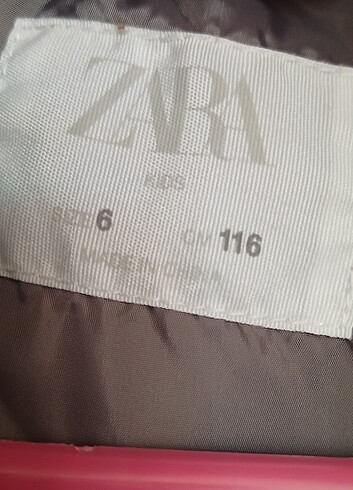 ZARA
KIDS
SIZE 6 CM 116
MADE IN CHINA